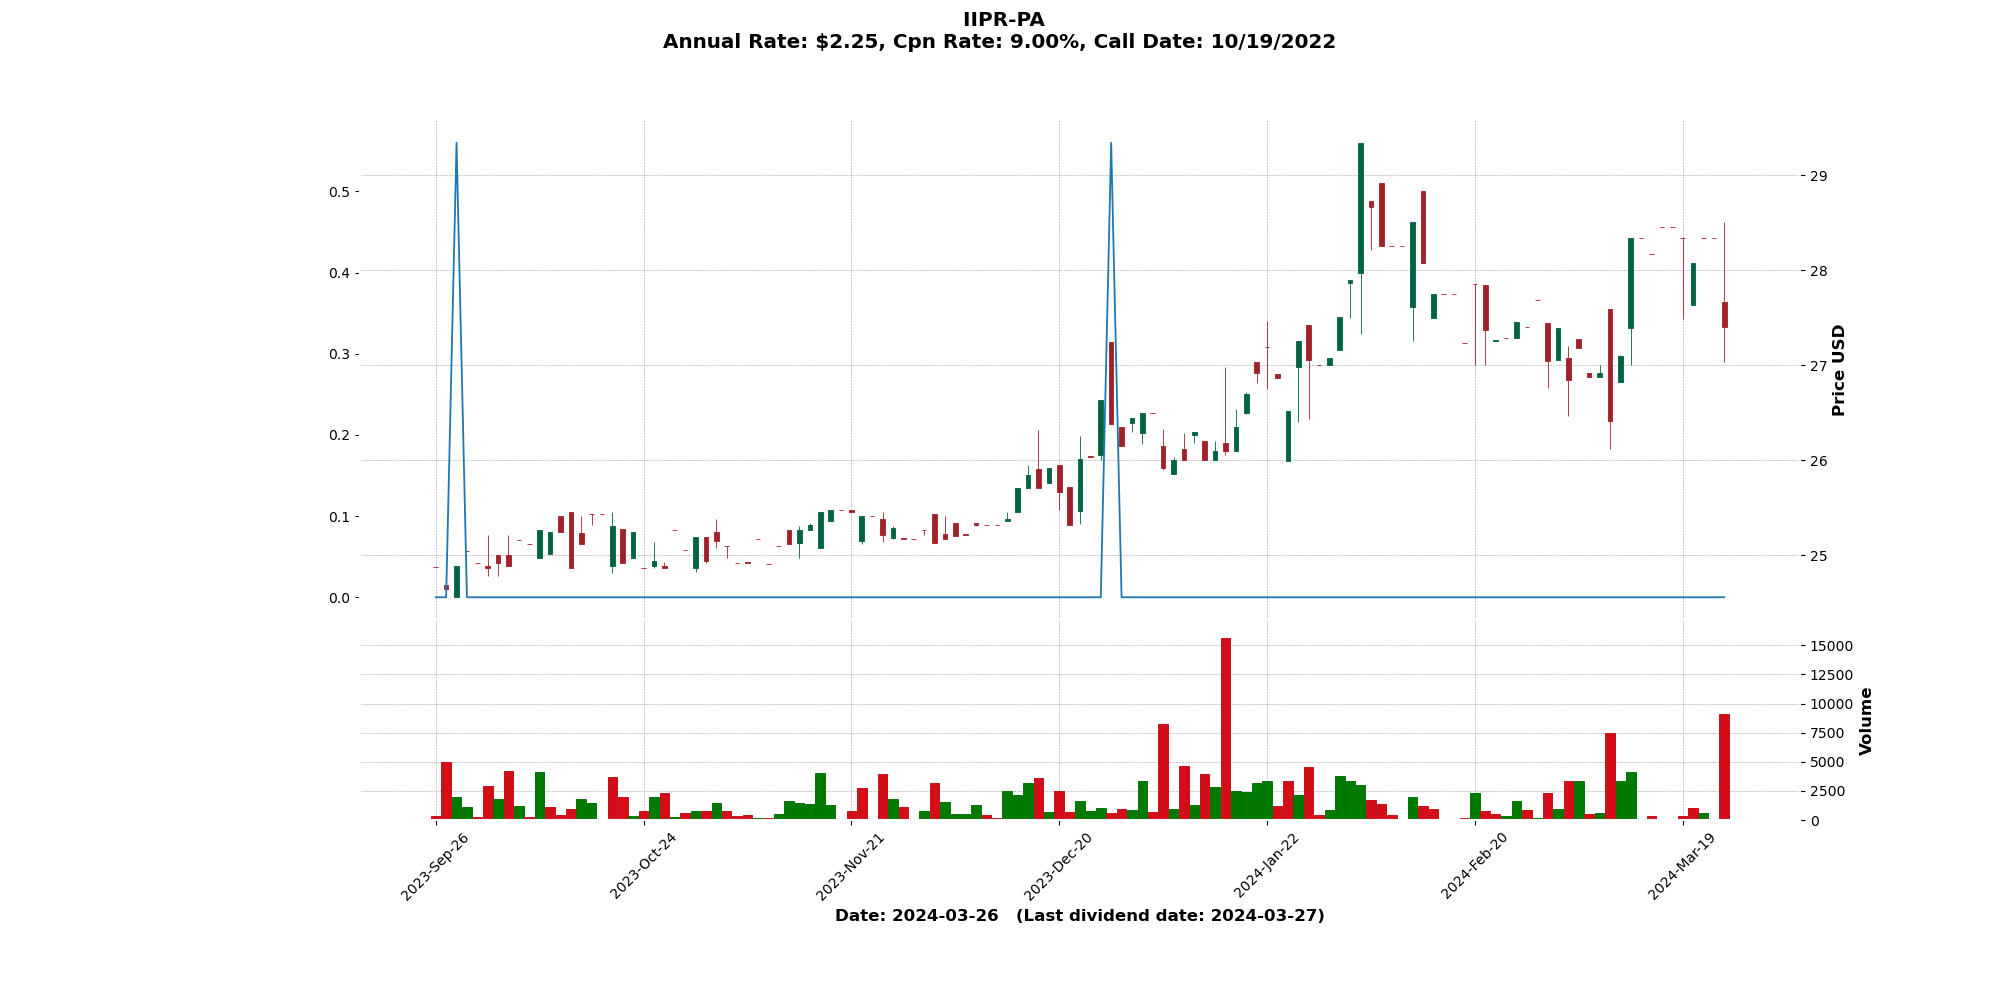 IIPR-PA
Annual Rate: $2.25, Cpn Rate: 9.00%, Call Date: 10/19/2022
0.5
0.4
0.3
0.2
0.1
0.0
29
28
27
26
25
Price USD
15000
12500
10000
7500
5000
2500
0
Volume
2023-Sep-26
2023-Oct-24
2023-Nov-21
2023-Dec-20
2024-Jan-22
2024-Feb-20
2024-Mar-19
Date: 2024-03-26   (Last dividend date: 2024-03-27)